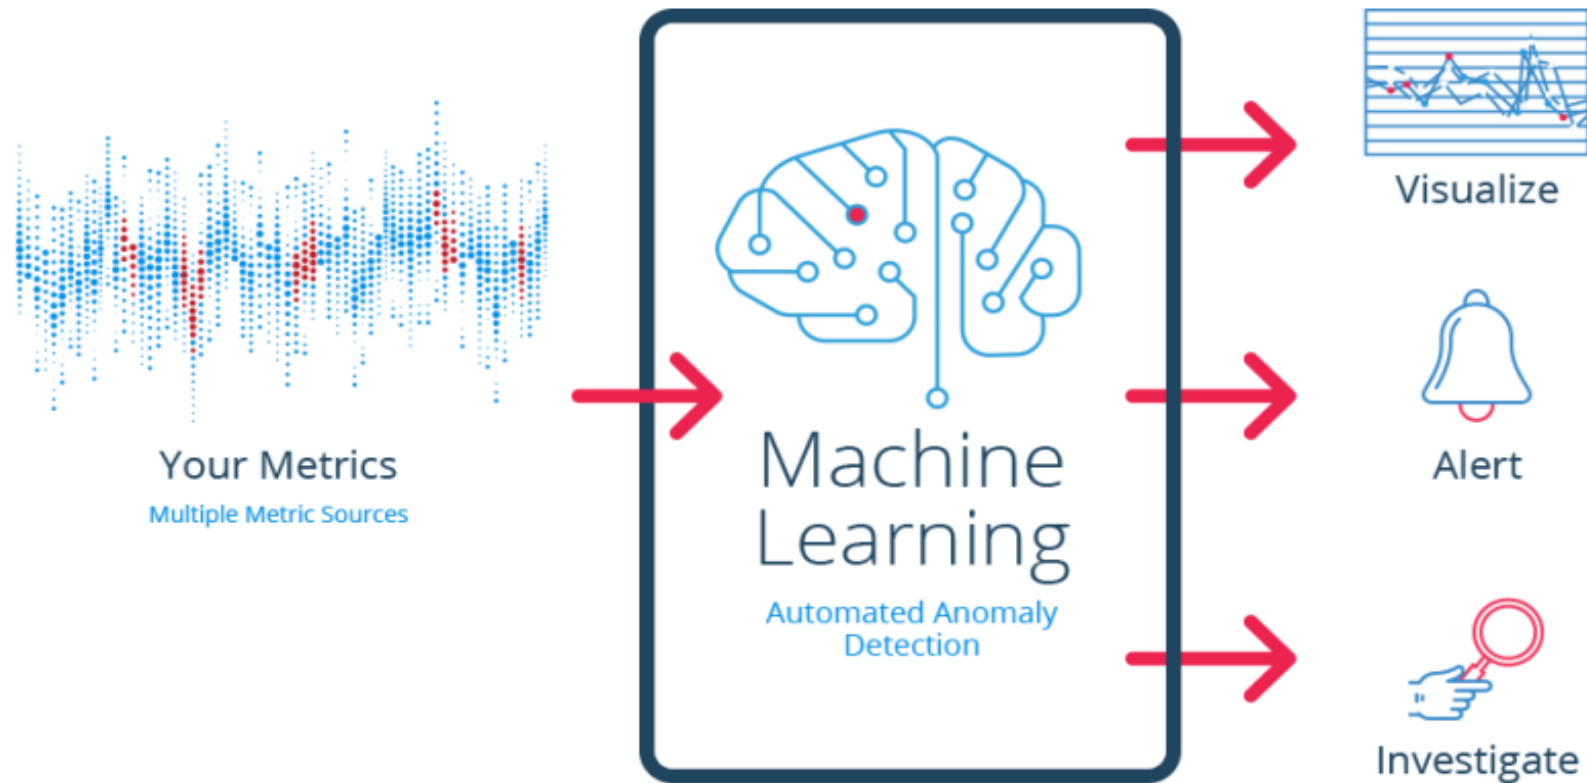 Your Metrics
Multiple Metric Sources
Machine
Learning
Automated Anomaly
Detection
Visualize
Alert
Investigate